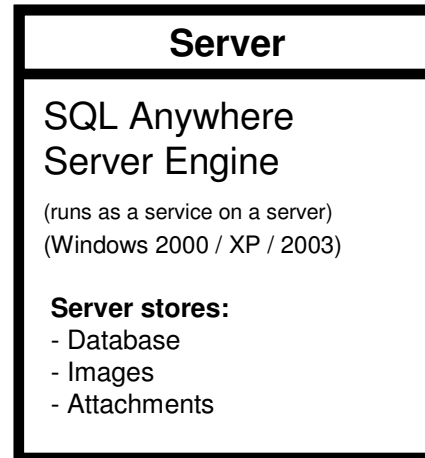 Server
SQL Anywhere
Server Engine
(runs as a service on a server)
(Windows 2000 / XP / 2003)
Server stores:
- Database
- Images
- Attachments